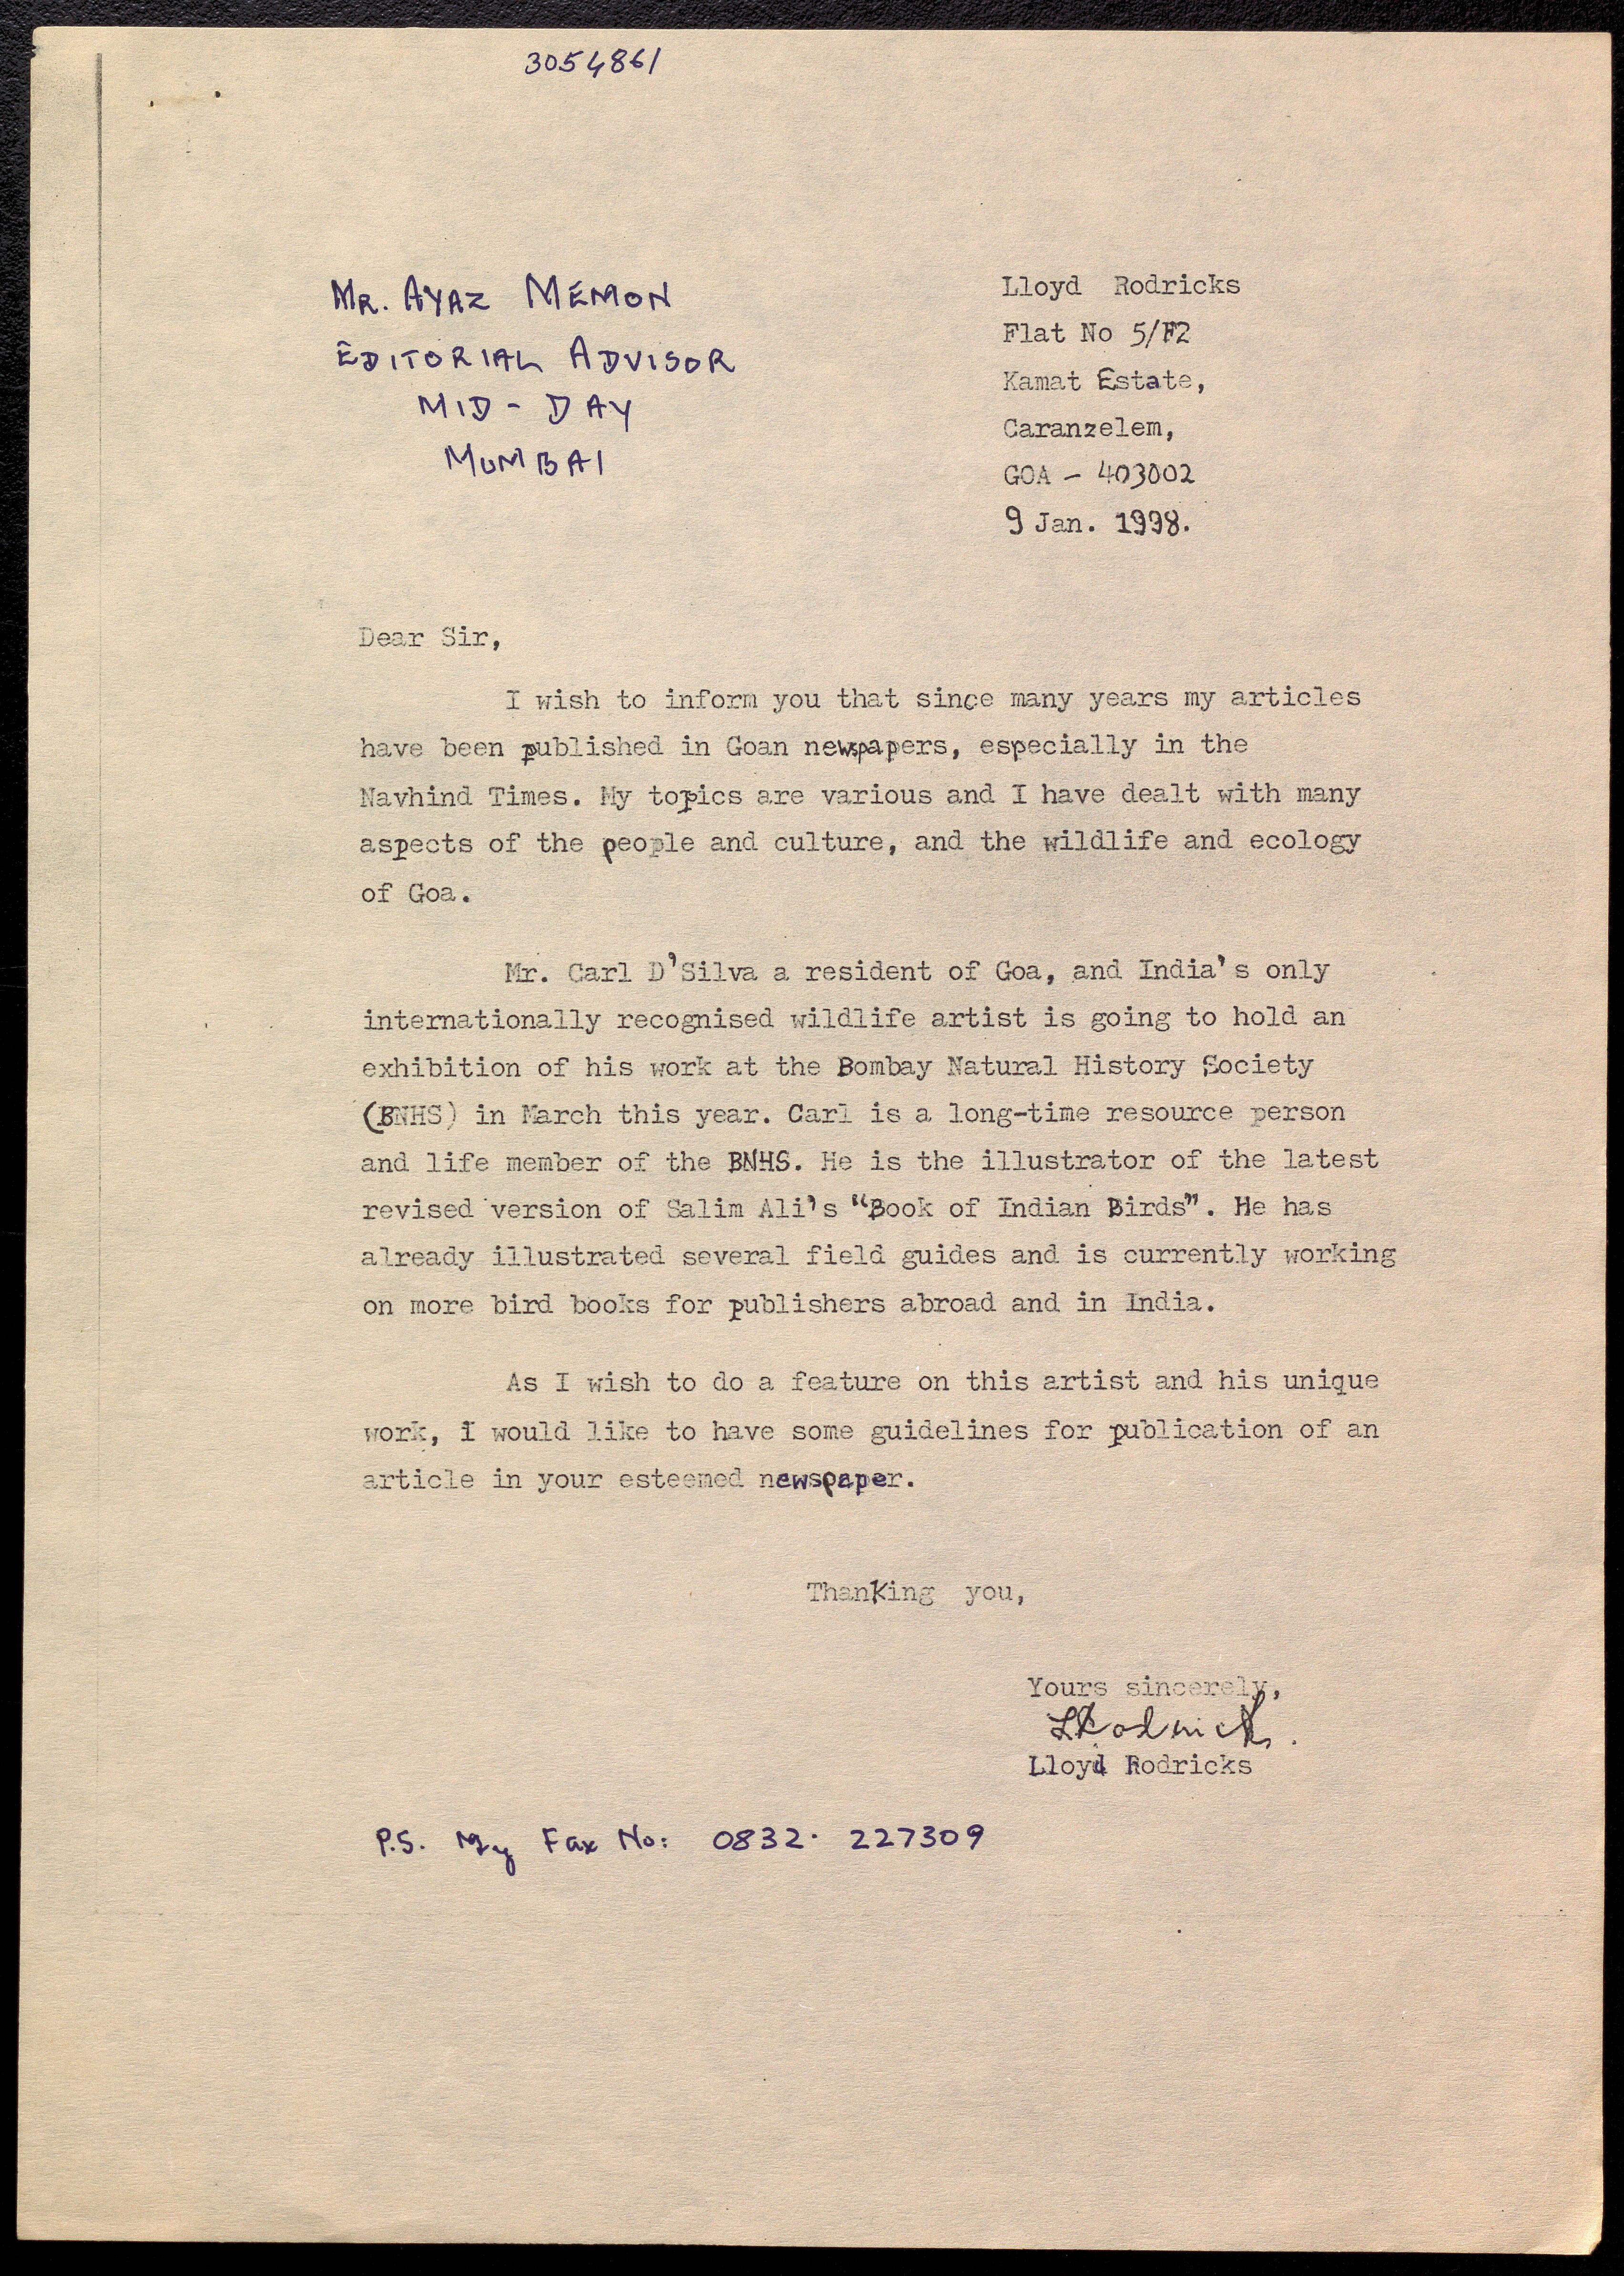 3054861
MR. AYAZ MEMON
EDITORIAL ADVISOR
MID - DAY
MUMBAI
Lloyd Rodricks
Flat No 5/F2
Kamat Estate,
Caranzelem,
GOA - 403002
9 Jan. 1998.
Dear Sir,
I wish to inform you that since many years my articles
have been published in Goan newspapers, especially in the
Navhind Times. My topics are various and I have dealt with many
aspects of the people and culture, and the wildlife and ecology
of Goa.
Mr. Carl D'Silva a resident of Goa, and India's only
internationally recognised wildlife artist is going to hold an
exhibition of his work at the Bombay Natural History Society
(BNHS) in March this year. Carl is a long-time resource person
and life member of the BNHS. He is the illustrator of the latest
revised version of Salim Ali's "Book of Indian Birds". He has
already illustrated several field guides and is currently working
on more bird books for publishers abroad and in India.
As I wish to do a feature on this artist and his unique
work, i would like to have some guidelines for publication of an
article in your esteemed newspaper.
Thanking you,
Yours sincerely,
LRodricks.
Lloyd Rodricks
P.S. My Fax No: 0832. 227309